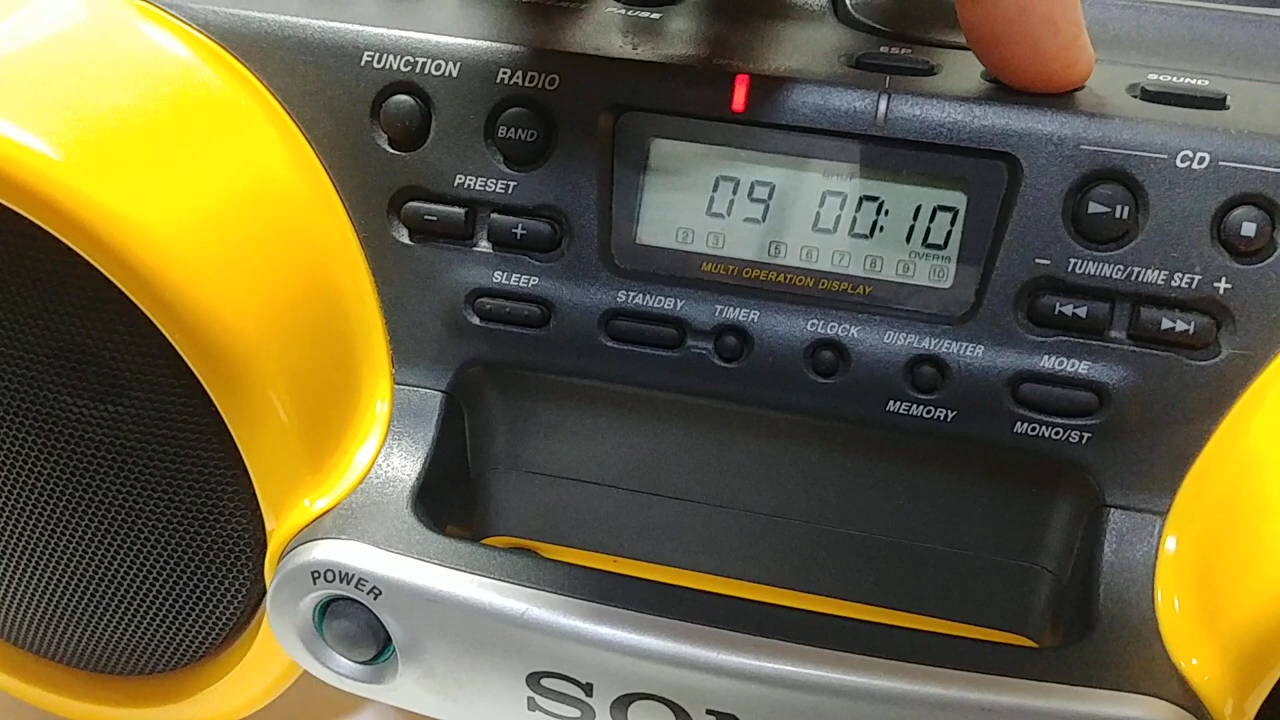 PAUSE
ESP
SOUND
FUNCTION
RADIO
BAND
CD
PRESET
- +
09 00:10
2 3 5 6 7 8 9 10
OVER10
MULTI OPERATION DISPLAY
- TUNING/TIME SET +
SLEEP
STANDBY
TIMER
CLOCK
DISPLAY/ENTER
MODE
MEMORY
MONO/ST
POWER